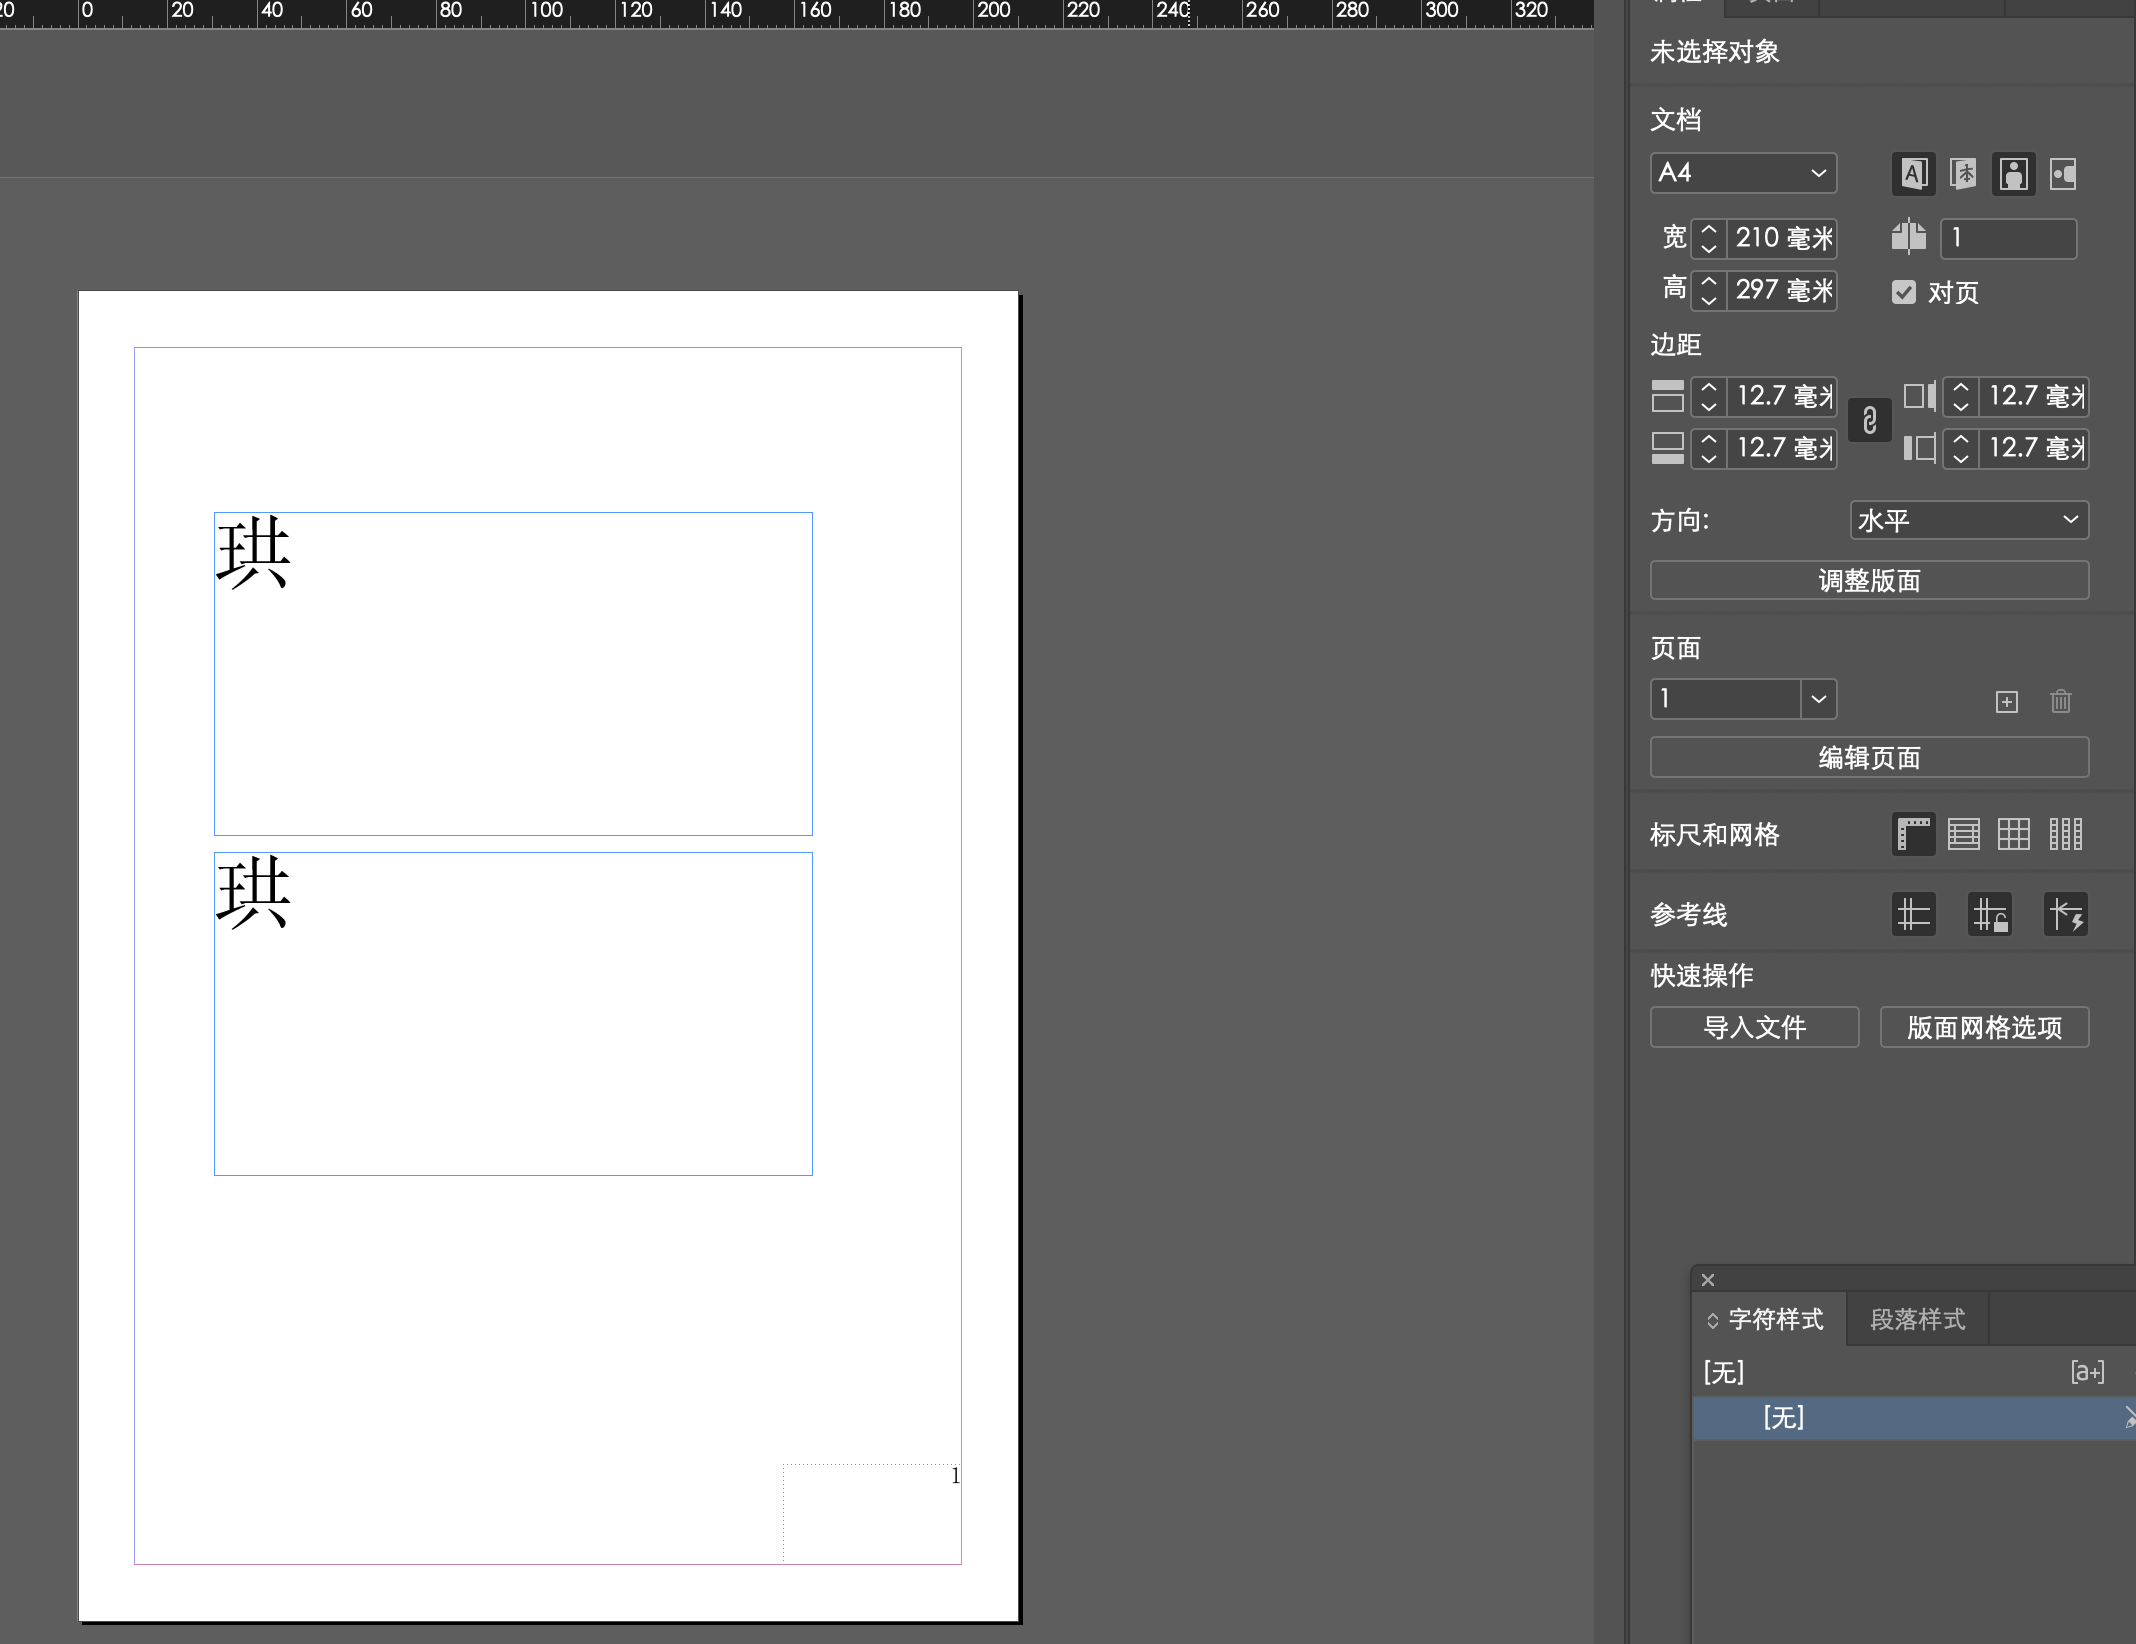 0 20 40 60 80 100 120 140 160 180 200 220 240 260 280 300 320
未选择对象
文档
A4
宽 210 毫米 1
高 297 毫米 对页
边距
12.7 毫米 12.7 毫米
12.7 毫米 12.7 毫米
方向: 水平
调整版面
页面
1
编辑页面
标尺和网格
参考线
快速操作
导入文件 版面网格选项
字符样式 段落样式
[无] [a+]
[无]
珙
珙
1